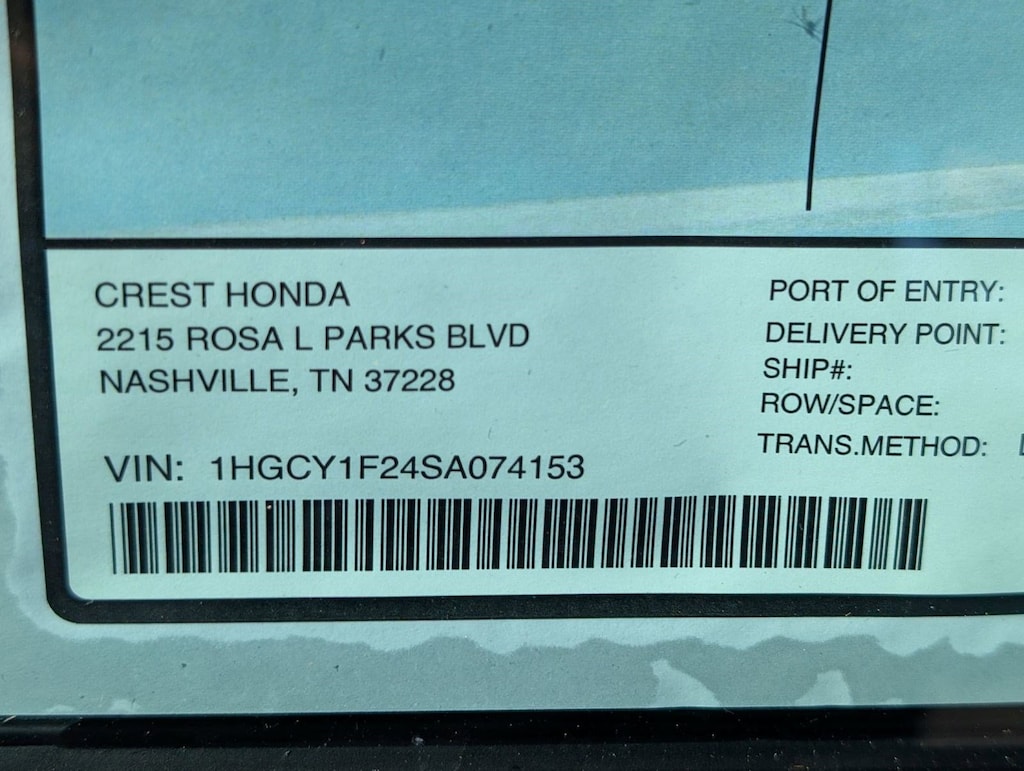 CREST HONDA
2215 ROSA L PARKS BLVD
NASHVILLE, TN 37228
VIN: 1HGCY1F24SA074153
PORT OF ENTRY:
DELIVERY POINT:
SHIP#:
ROW/SPACE:
TRANS.METHOD: